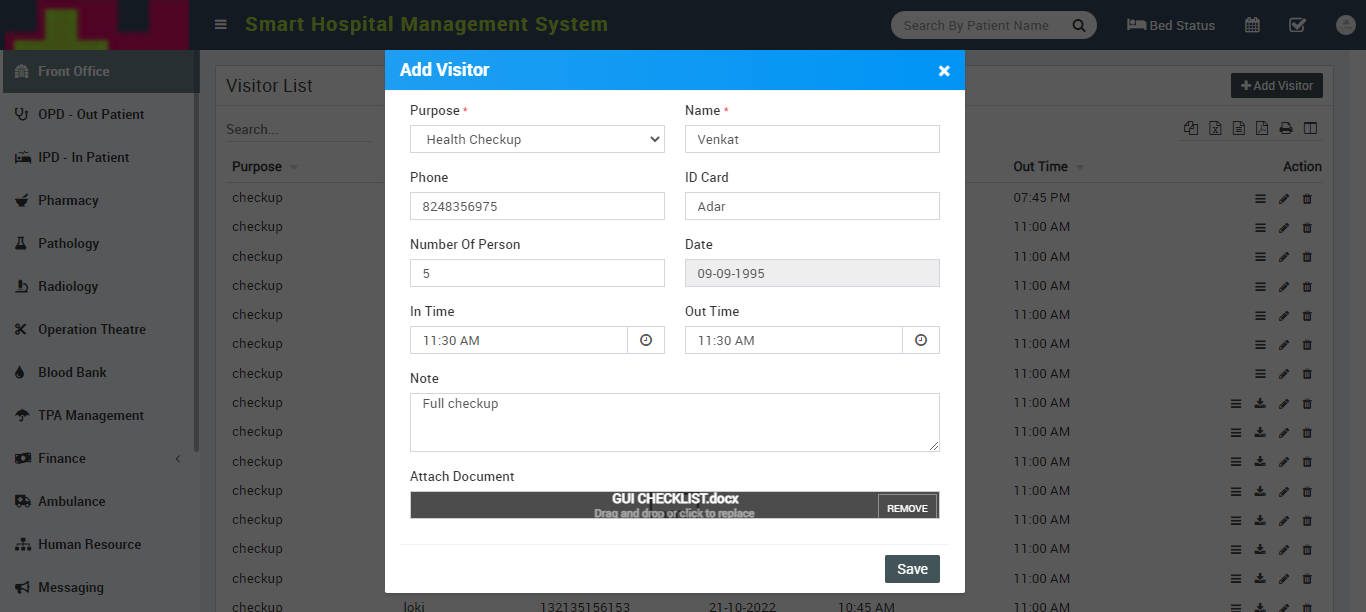 Smart Hospital Management System
Search By Patient Name
Bed Status
Front Office
OPD - Out Patient
IPD - In Patient
Pharmacy
Pathology
Radiology
Operation Theatre
Blood Bank
TPA Management
Finance
Ambulance
Human Resource
Messaging
Visitor List
Add Visitor
Search...
Purpose
Out Time
Action
checkup
07:45 PM
checkup
11:00 AM
checkup
11:00 AM
checkup
11:00 AM
checkup
11:00 AM
checkup
11:00 AM
checkup
11:00 AM
checkup
11:00 AM
checkup
11:00 AM
checkup
11:00 AM
checkup
11:00 AM
checkup
11:00 AM
checkup
11:00 AM
checkup
11:00 AM
checkup loki 132135156153 21-10-2022 10:45 AM 11:00 AM
Add Visitor ×
Purpose *
Name *
Health Checkup
Venkat
Phone
ID Card
8248356975
Adar
Number Of Person
Date
5
09-09-1995
In Time
Out Time
11:30 AM
11:30 AM
Note
Full checkup
Attach Document
GUI CHECKLIST.docx
Drag and drop or click to replace
REMOVE
Save